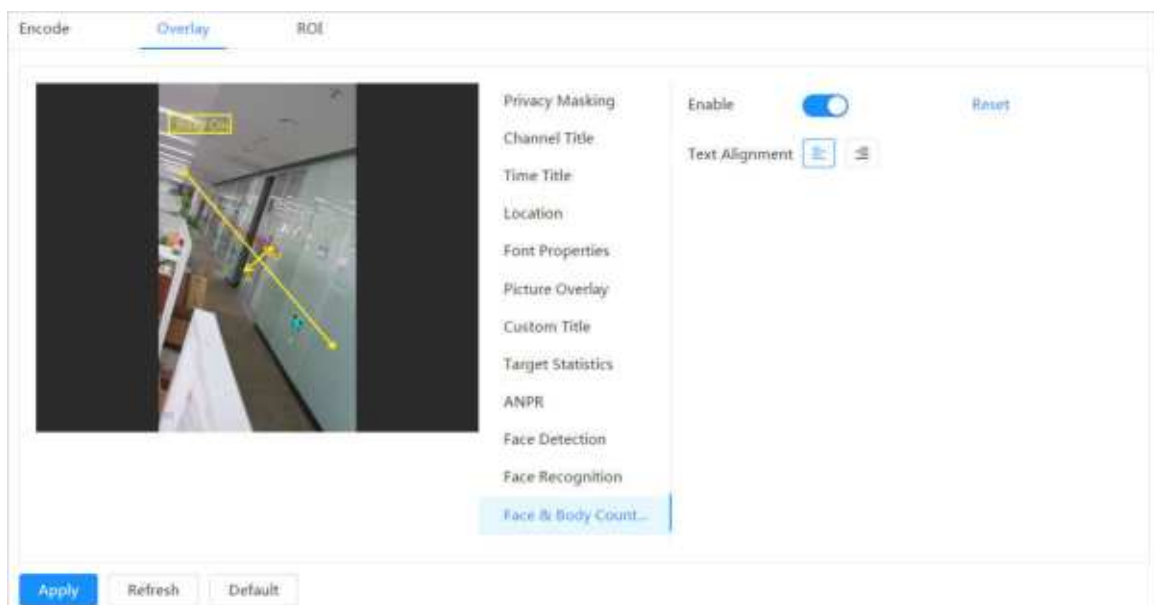 Encode Overlay ROI
Privacy Masking
Enable Reset
Channel Title
Text Alignment
Time Title
Location
Font Properties
Picture Overlay
Custom Title
Target Statistics
ANPR
Face Detection
Face Recognition
Face & Body Count...
Apply Refresh Default